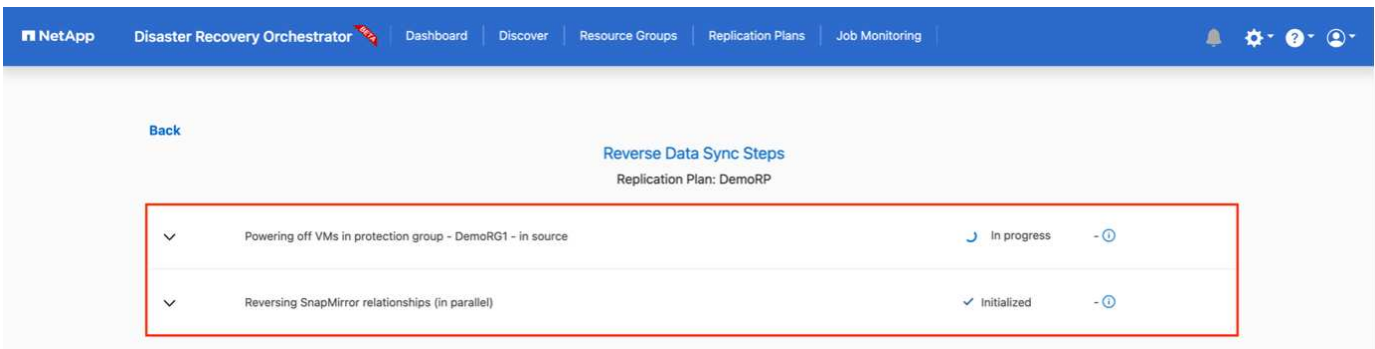 NetApp Disaster Recovery Orchestrator BETA Dashboard Discover Resource Groups Replication Plans Job Monitoring
Back
Reverse Data Sync Steps
Replication Plan: DemoRP
Powering off VMs in protection group - DemoRG1 - in source In progress -
Reversing SnapMirror relationships (in parallel) Initialized -